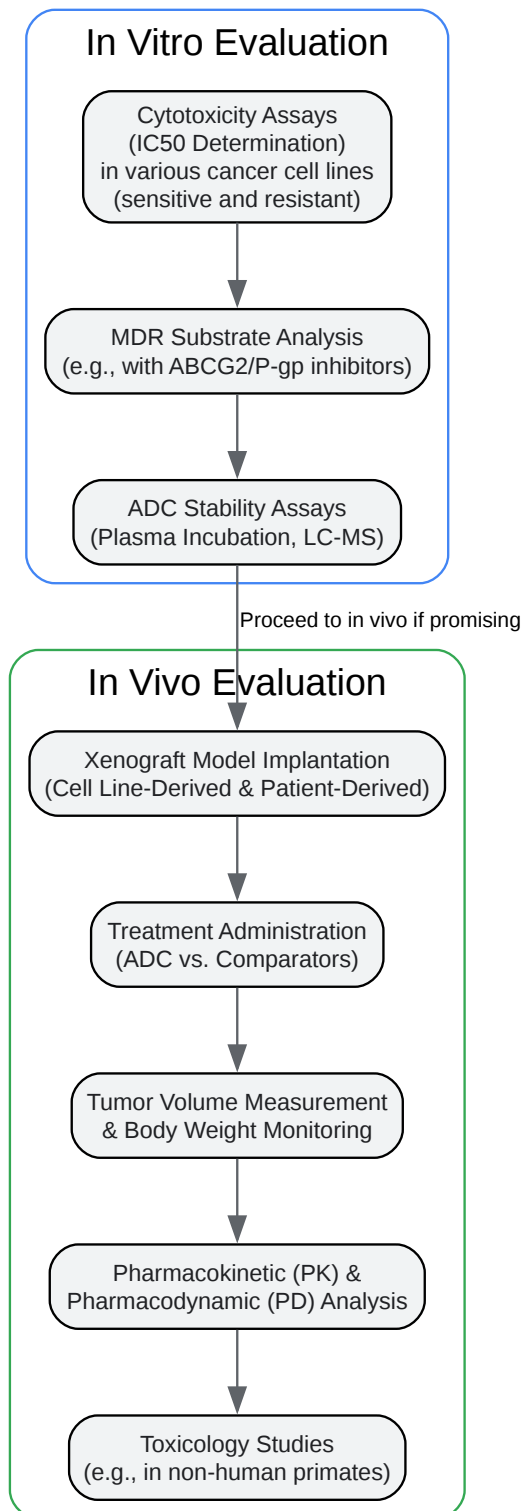 In Vitro Evaluation
Cytotoxicity Assays
(IC50 Determination)
in various cancer cell lines
(sensitive and resistant)
MDR Substrate Analysis
(e.g., with ABCG2/P-gp inhibitors)
ADC Stability Assays
(Plasma Incubation, LC-MS)
Proceed to in vivo if promising
In Vivo Evaluation
Xenograft Model Implantation
(Cell Line-Derived & Patient-Derived)
Treatment Administration
(ADC vs. Comparators)
Tumor Volume Measurement
& Body Weight Monitoring
Pharmacokinetic (PK) &
Pharmacodynamic (PD) Analysis
Toxicology Studies
(e.g., in non-human primates)